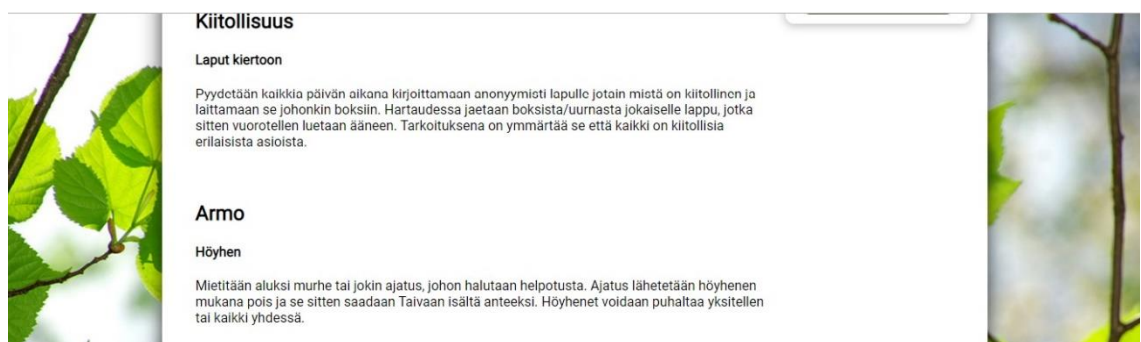 Kiitollisuus
Laput kiertoon
Pyydetään kaikkia päivän aikana kirjoittamaan anonyymisti lapulle jotain mistä on kiitollinen ja
laittamaan se johonkin boksiin. Hartaudessa jaetaan boksista/uurnasta jokaiselle lappu, jotka
sitten vuorotellen luetaan ääneen. Tarkoituksena on ymmärtää se että kaikki on kiitollisia
erilaisista asioista.
Armo
Höyhen
Mietitään aluksi murhe tai jokin ajatus, johon halutaan helpotusta. Ajatus lähetetään höyhenen
mukana pois ja se sitten saadaan Taivaan isältä anteeksi. Höyhenet voidaan puhaltaa yksitellen
tai kaikki yhdessä.